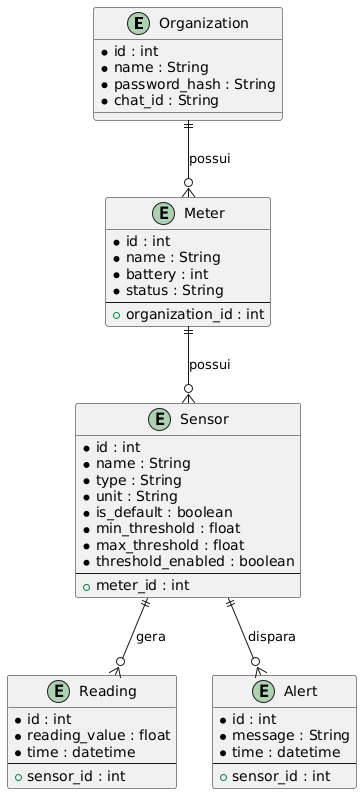 E Organization
id : int
name : String
password_hash : String
chat_id : String
possui
E Meter
id : int
name : String
battery : int
status : String
organization_id : int
possui
E Sensor
id : int
name : String
type : String
unit : String
is_default : boolean
min_threshold : float
max_threshold : float
threshold_enabled : boolean
meter_id : int
gera
dispara
E Reading
id : int
reading_value : float
time : datetime
sensor_id : int
E Alert
id : int
message : String
time : datetime
sensor_id : int